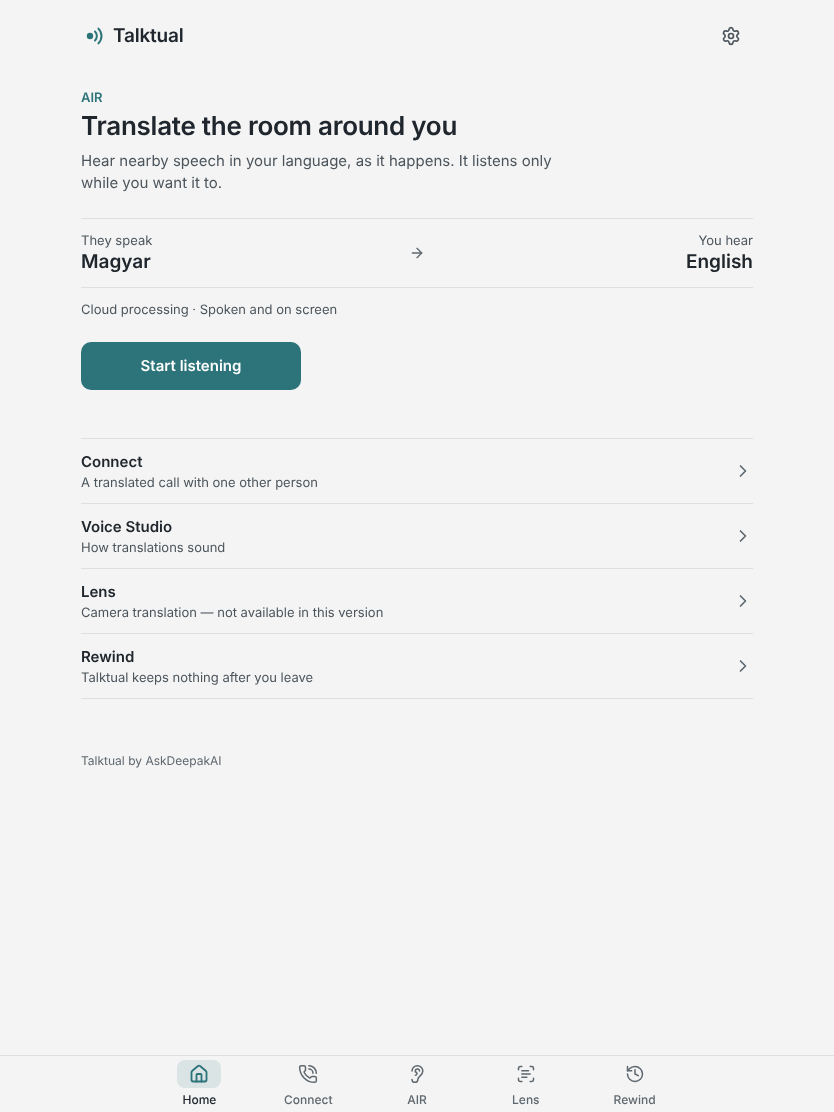 Talktual
AIR
Translate the room around you
Hear nearby speech in your language, as it happens. It listens only
while you want it to.
They speak
Magyar
You hear
English
Cloud processing · Spoken and on screen
Start listening
Connect
A translated call with one other person
Voice Studio
How translations sound
Lens
Camera translation — not available in this version
Rewind
Talktual keeps nothing after you leave
Talktual by AskDeepakAI
Home
Connect
AIR
Lens
Rewind